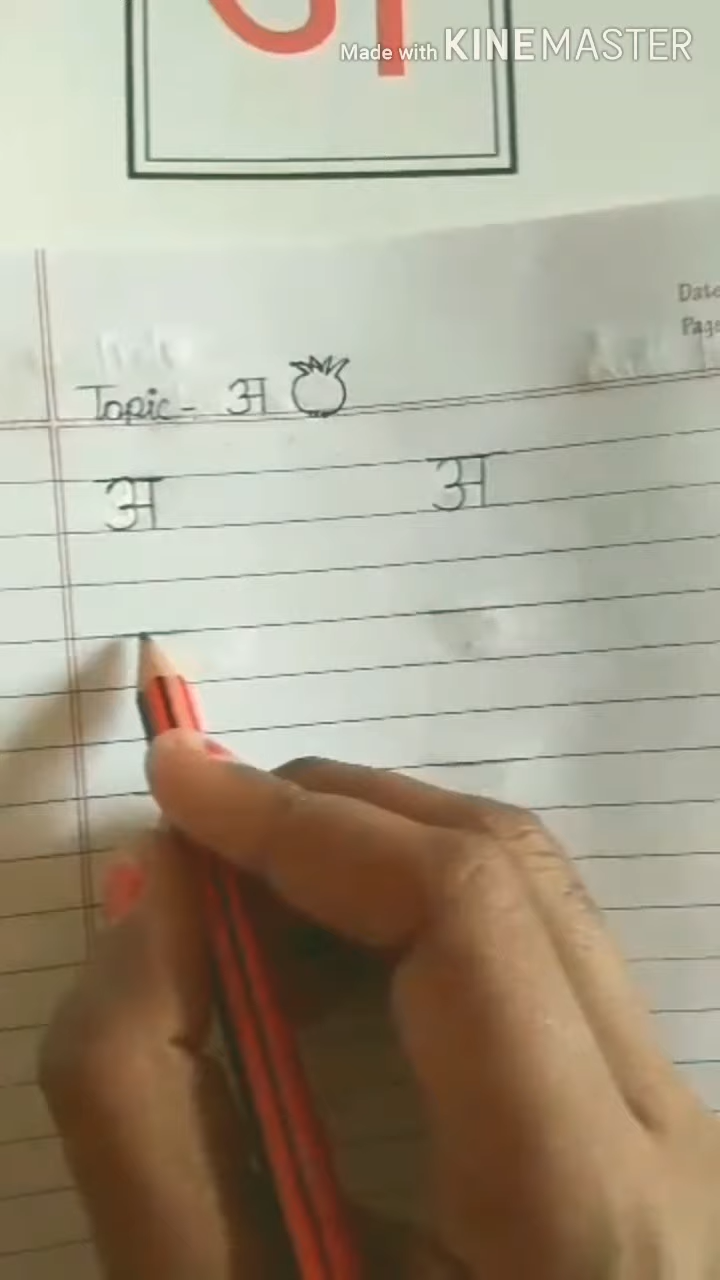 Made with KINEMASTER
Date
Page
Topic- अ
अ अ